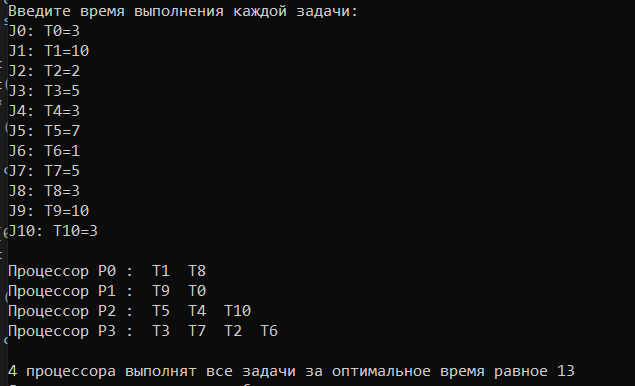 Введите время выполнения каждой задачи:
J0: T0=3
J1: T1=10
J2: T2=2
J3: T3=5
J4: T4=3
J5: T5=7
J6: T6=1
J7: T7=5
J8: T8=3
J9: T9=10
J10: T10=3
Процессор P0 : T1 T8
Процессор P1 : T9 T0
Процессор P2 : T5 T4 T10
Процессор P3 : T3 T7 T2 T6
4 процессора выполнят все задачи за оптимальное время равное 13